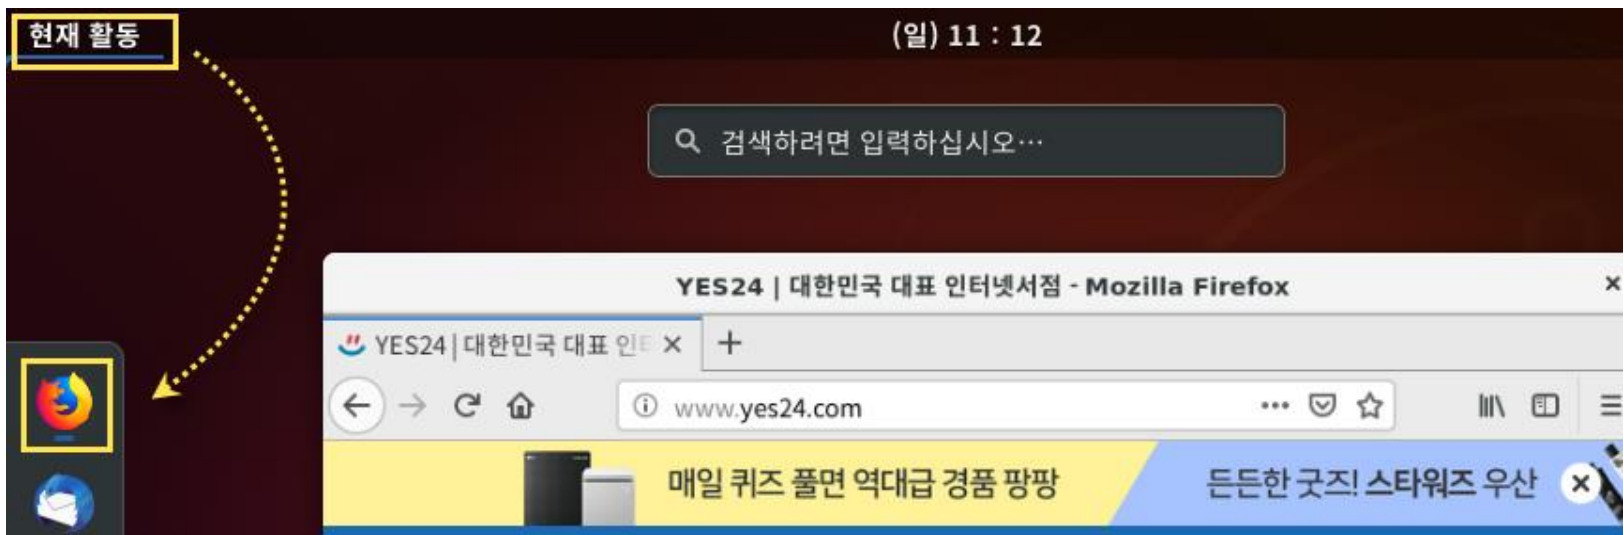 현재 활동
(일) 11 : 12
검색하려면 입력하십시오…
YES24 | 대한민국 대표 인터넷서점 - Mozilla Firefox
YES24 | 대한민국 대표
www.yes24.com
매일 퀴즈 풀면 역대급 경품 팡팡
든든한 굿즈! 스타워즈 우산